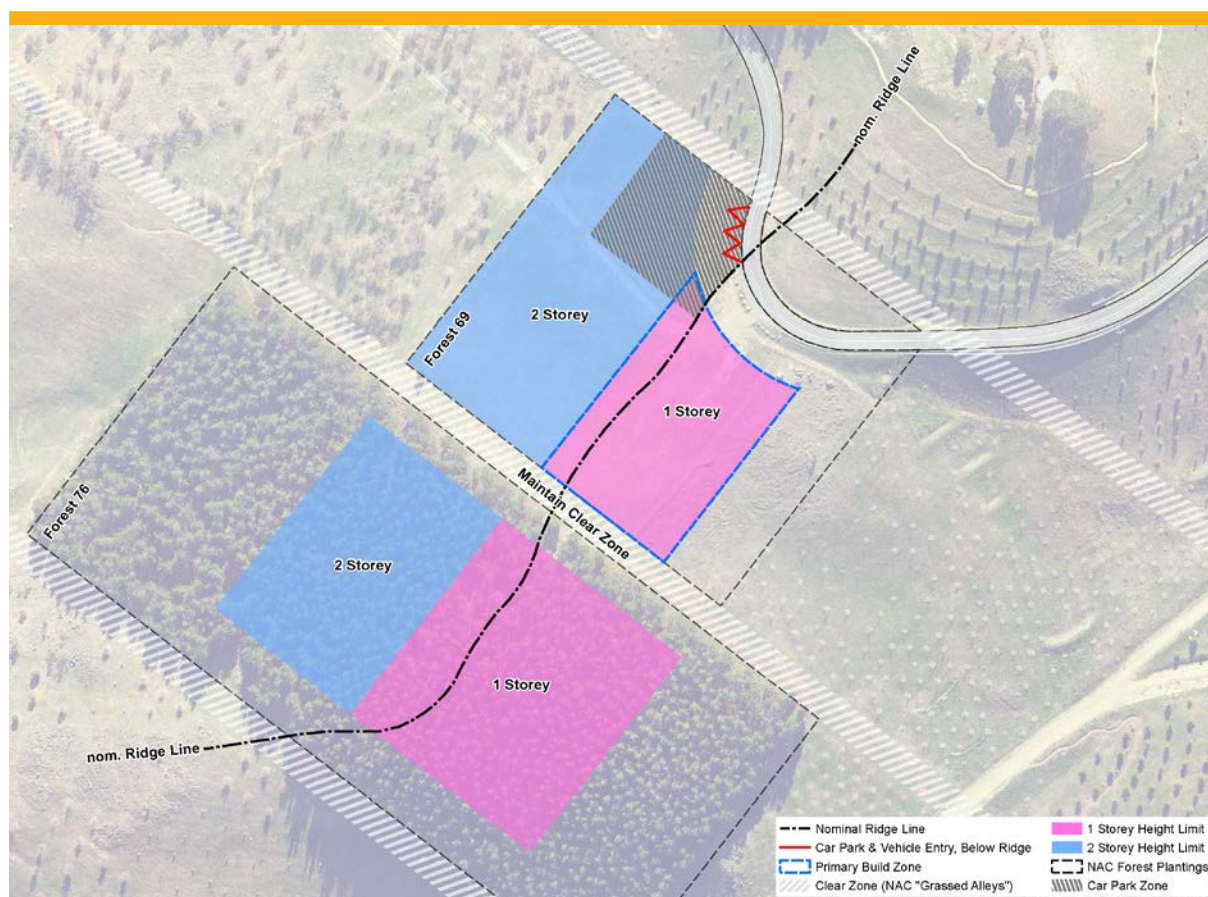 nom. Ridge Line
Forest 69
2 Storey
1 Storey
Maintain Clear Zone
Forest 76
2 Storey
1 Storey
nom. Ridge Line
Nominal Ridge Line
Car Park & Vehicle Entry, Below Ridge
Primary Build Zone
Clear Zone (NAC "Grassed Alleys")
1 Storey Height Limit
2 Storey Height Limit
NAC Forest Plantings
Car Park Zone